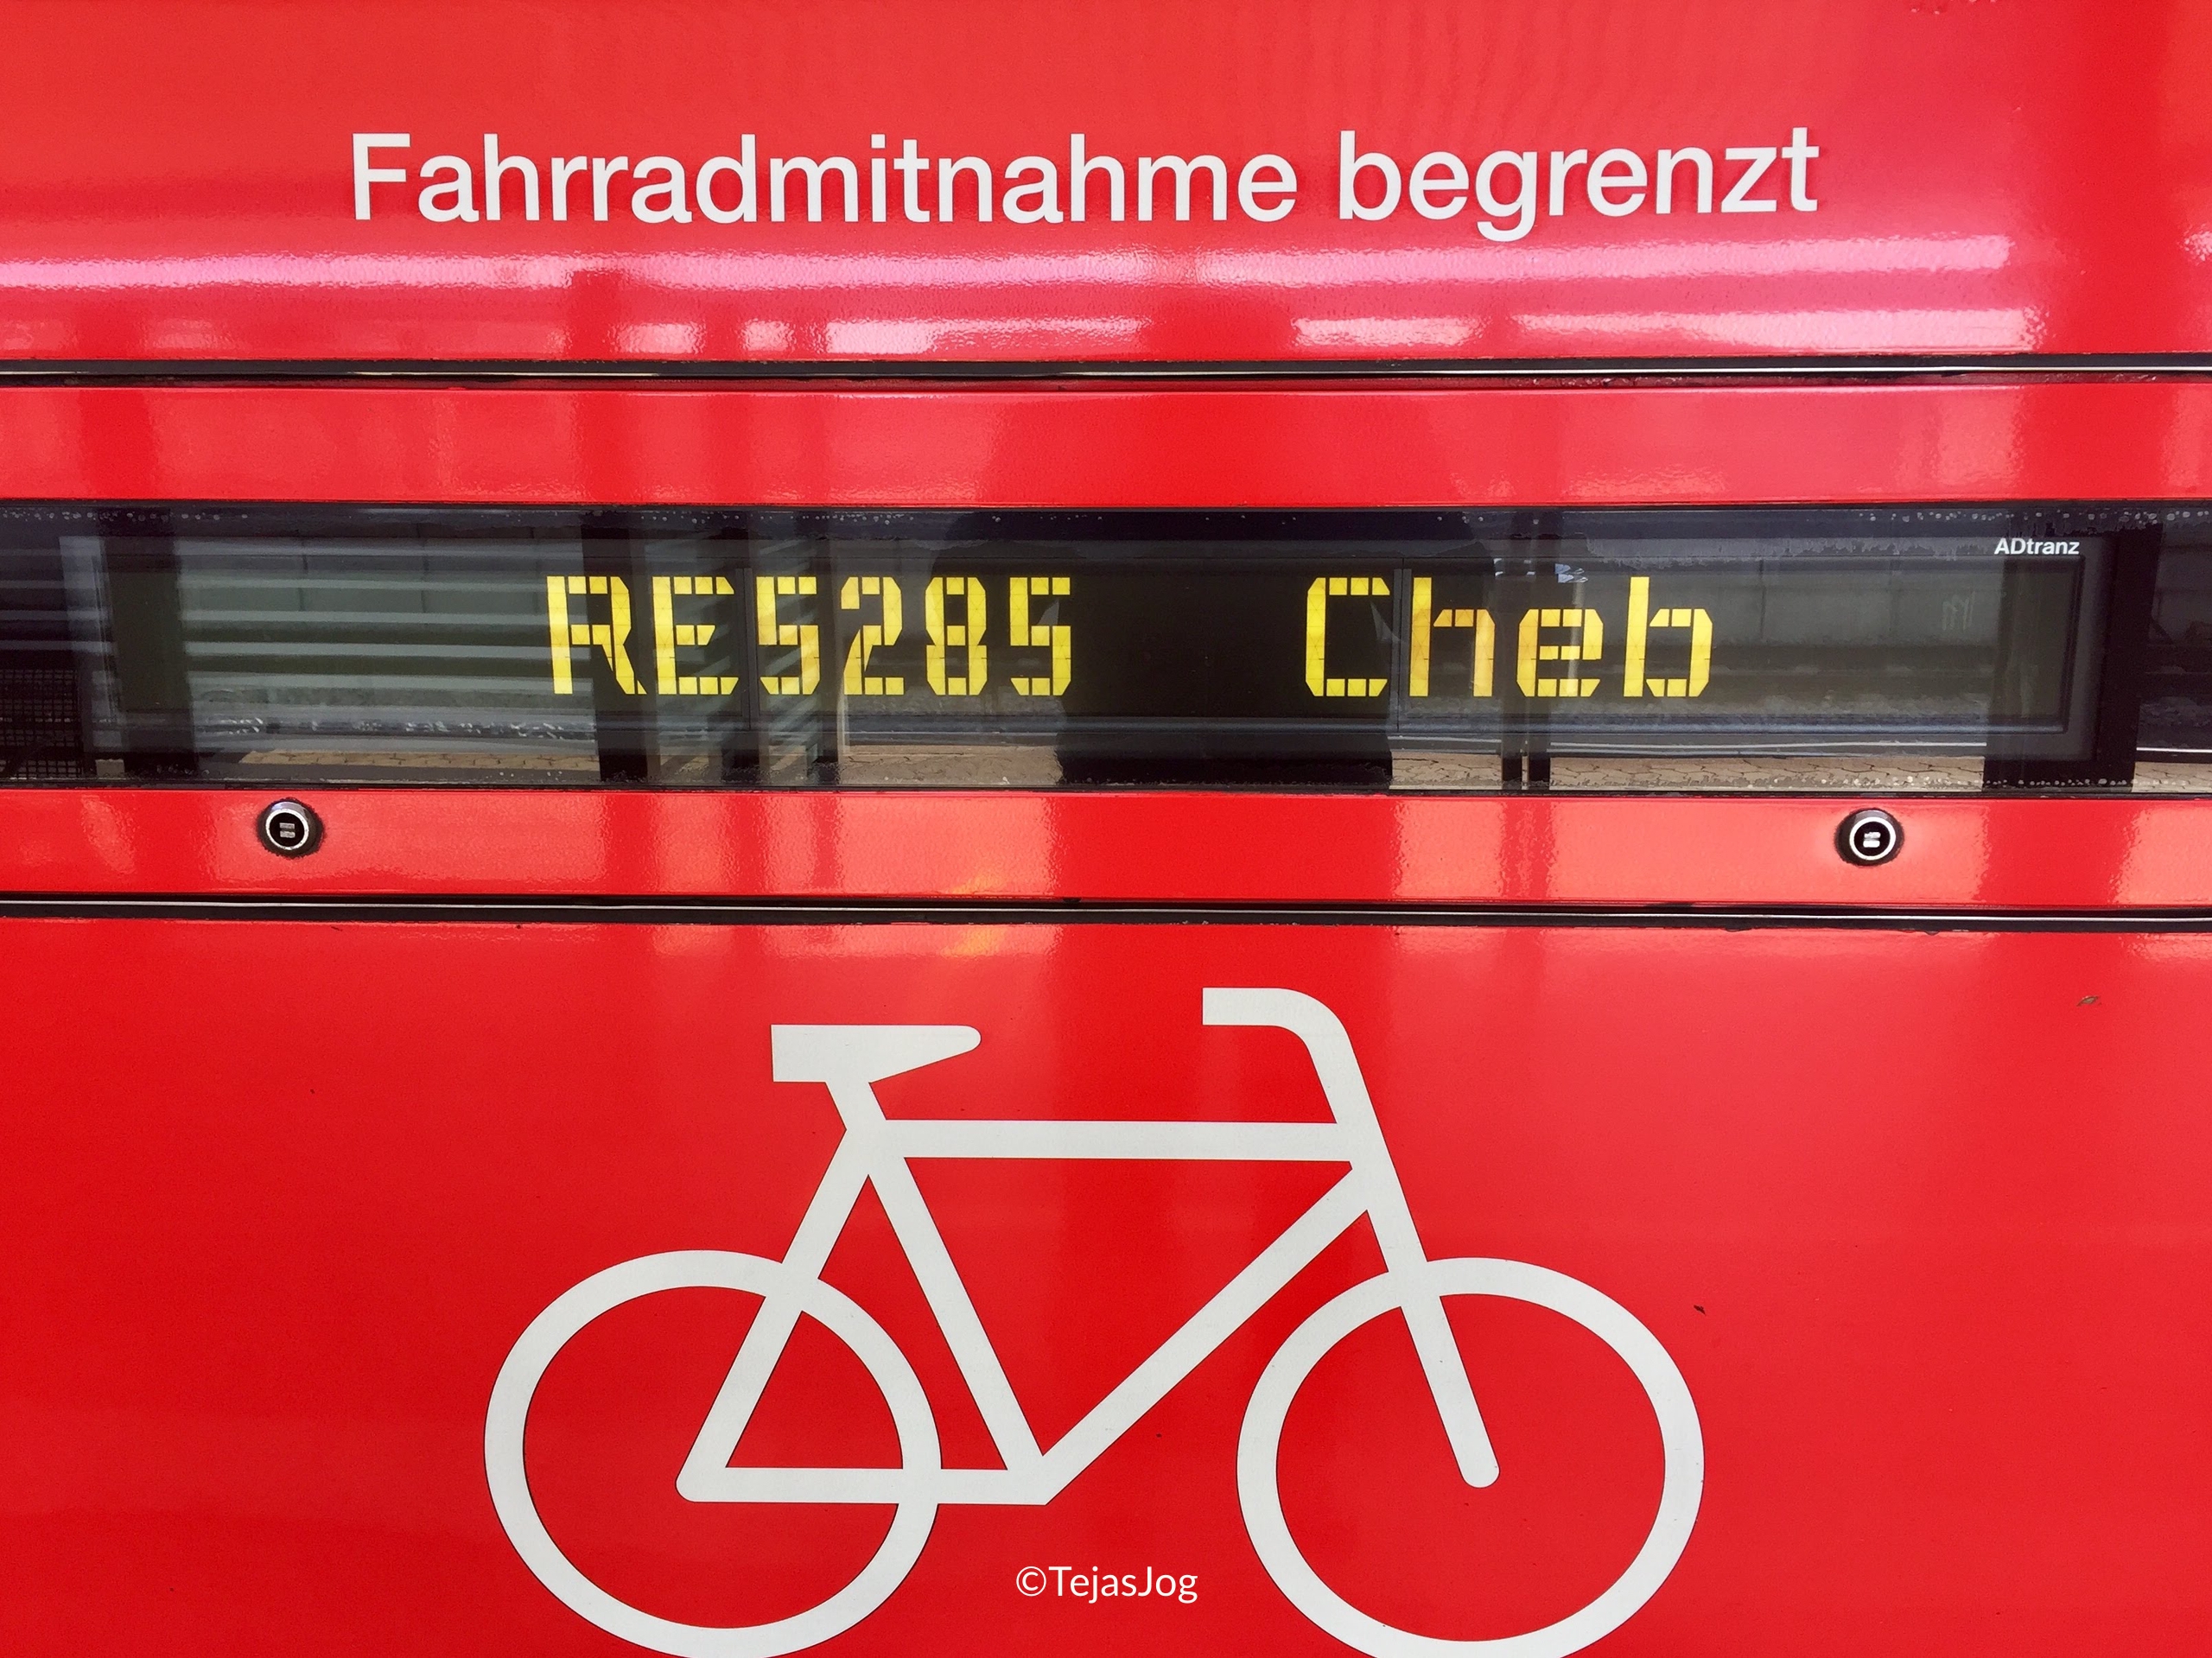 Fahrradmitnahme begrenzt
ADtranz
RE5285 Cheb
©TejasJog